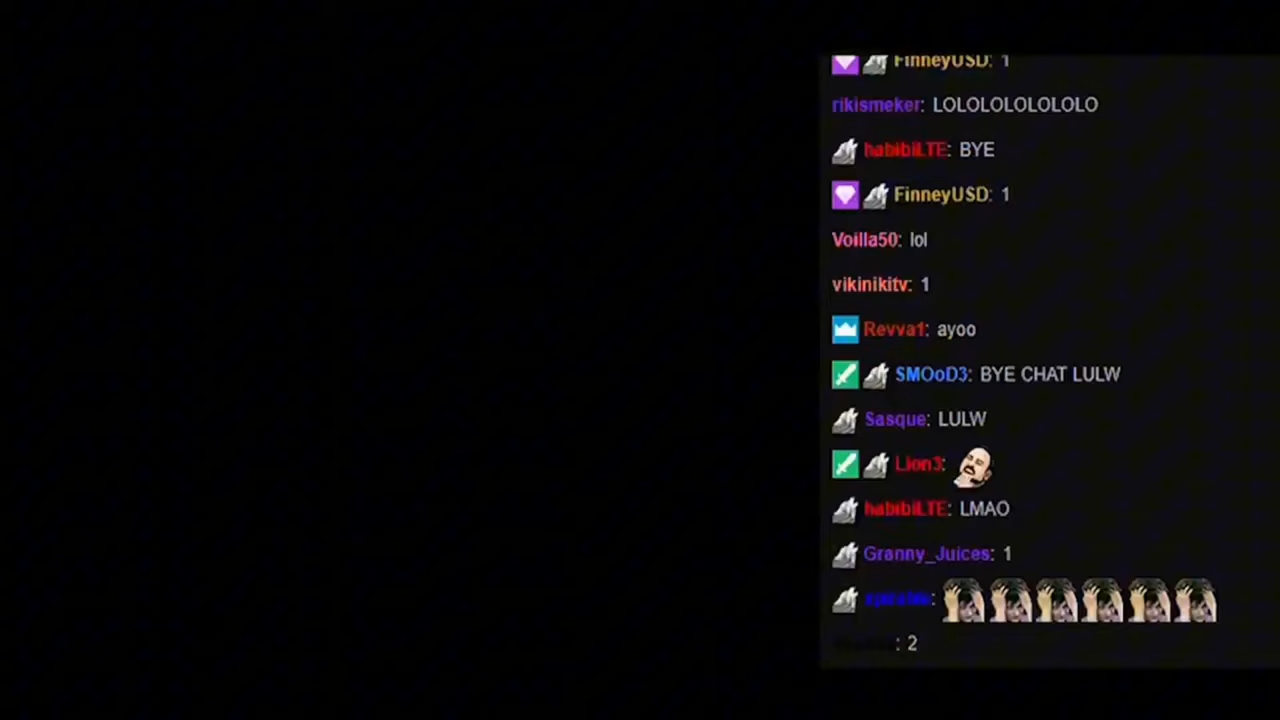 FinneyUSD: 1
rikismeker: LOLOLOLOLOLOLO
habibiLTE: BYE
FinneyUSD: 1
Voilla50: lol
vikinikitv: 1
Revva1: ayoo
SMOoD3: BYE CHAT LULW
Sasque: LULW
Lion3:
habibiLTE: LMAO
Granny_Juices: 1
: 2